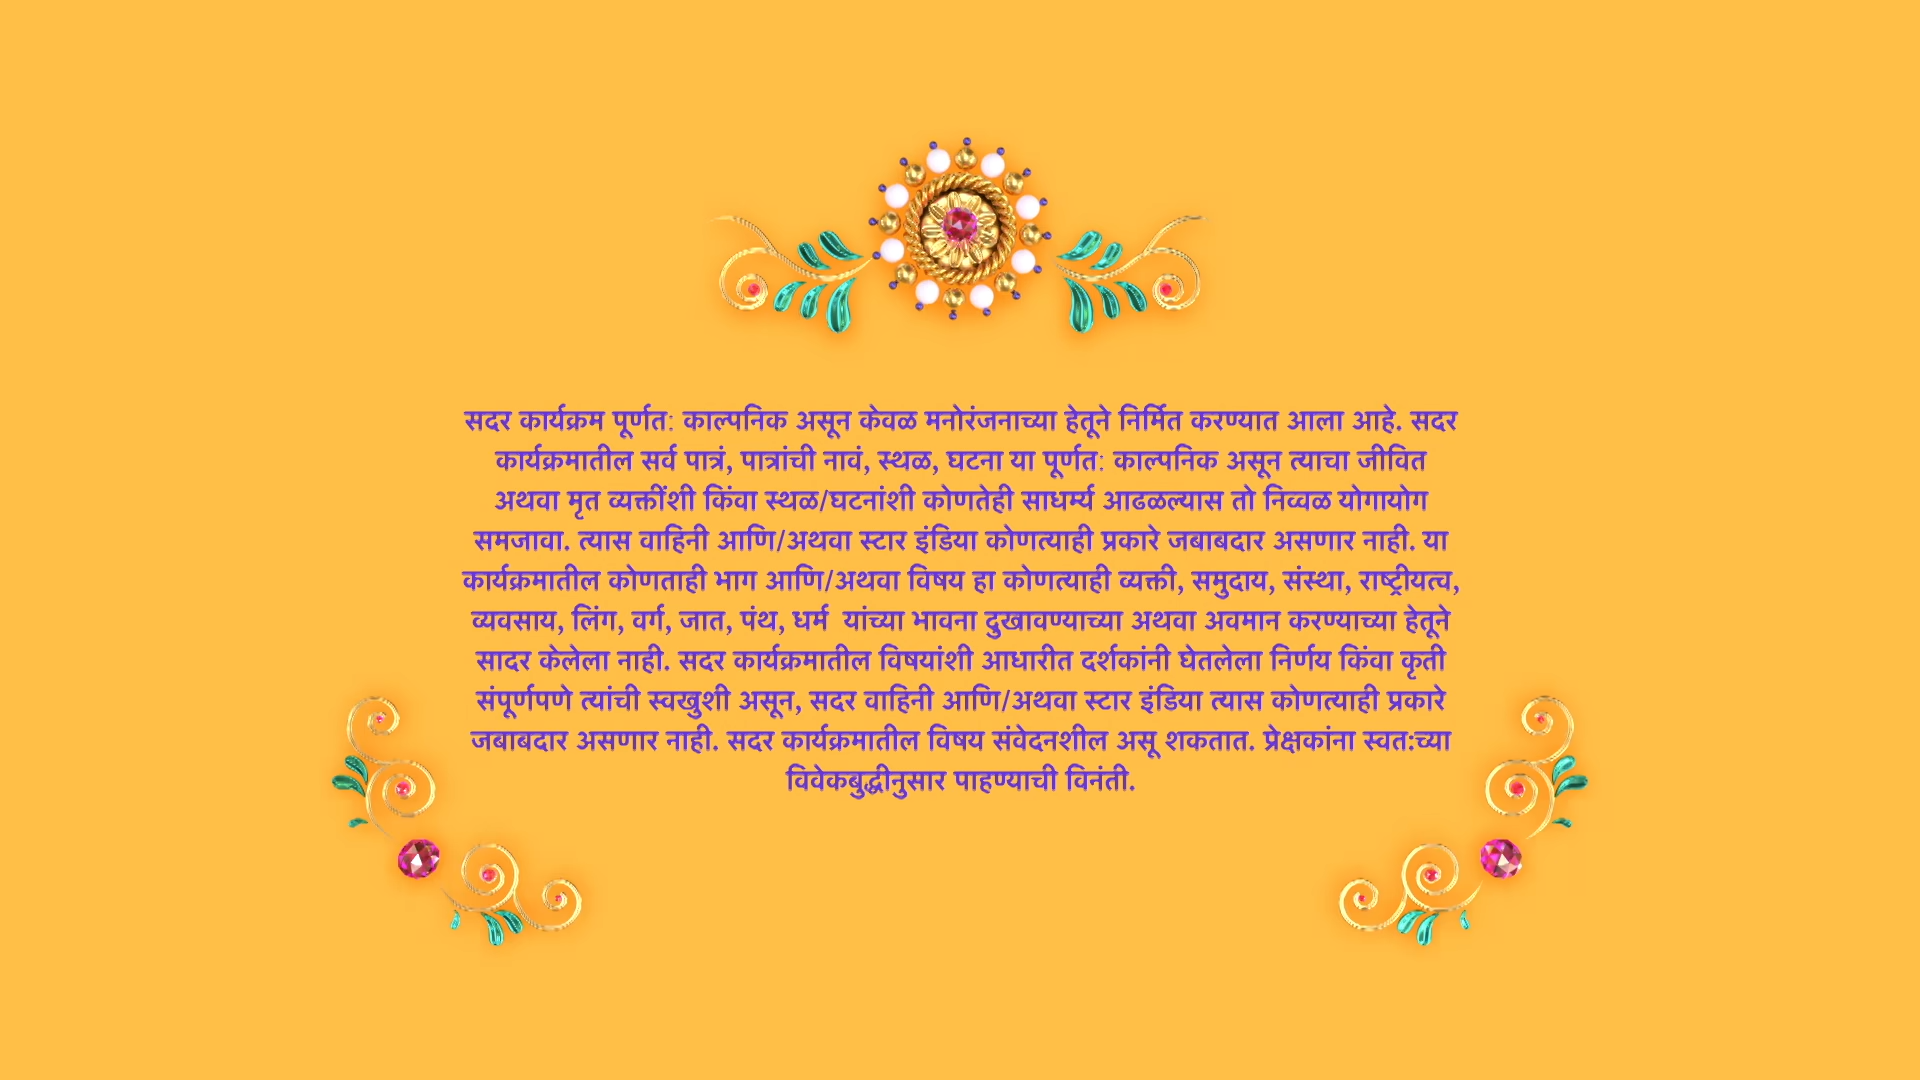 सदर कार्यक्रम पूर्णत: काल्पनिक असून केवळ मनोरंजनाच्या हेतूने निर्मित करण्यात आला आहे. सदर
कार्यक्रमातील सर्व पात्रं, पात्रांची नावं, स्थळ, घटना या पूर्णत: काल्पनिक असून त्याचा जीवित
अथवा मृत व्यक्तींशी किंवा स्थळ/घटनांशी कोणतेही साधर्म्य आढळल्यास तो निव्वळ योगायोग
समजावा. त्यास वाहिनी आणि/अथवा स्टार इंडिया कोणत्याही प्रकारे जबाबदार असणार नाही. या
कार्यक्रमातील कोणताही भाग आणि/अथवा विषय हा कोणत्याही व्यक्ती, समुदाय, संस्था, राष्ट्रीयत्व,
व्यवसाय, लिंग, वर्ग, जात, पंथ, धर्म यांच्या भावना दुखावण्याच्या अथवा अवमान करण्याच्या हेतूने
सादर केलेला नाही. सदर कार्यक्रमातील विषयांशी आधारीत दर्शकांनी घेतलेला निर्णय किंवा कृती
संपूर्णपणे त्यांची स्वखुशी असून, सदर वाहिनी आणि/अथवा स्टार इंडिया त्यास कोणत्याही प्रकारे
जबाबदार असणार नाही. सदर कार्यक्रमातील विषय संवेदनशील असू शकतात. प्रेक्षकांना स्वत:च्या
विवेकबुद्धीनुसार पाहण्याची विनंती.